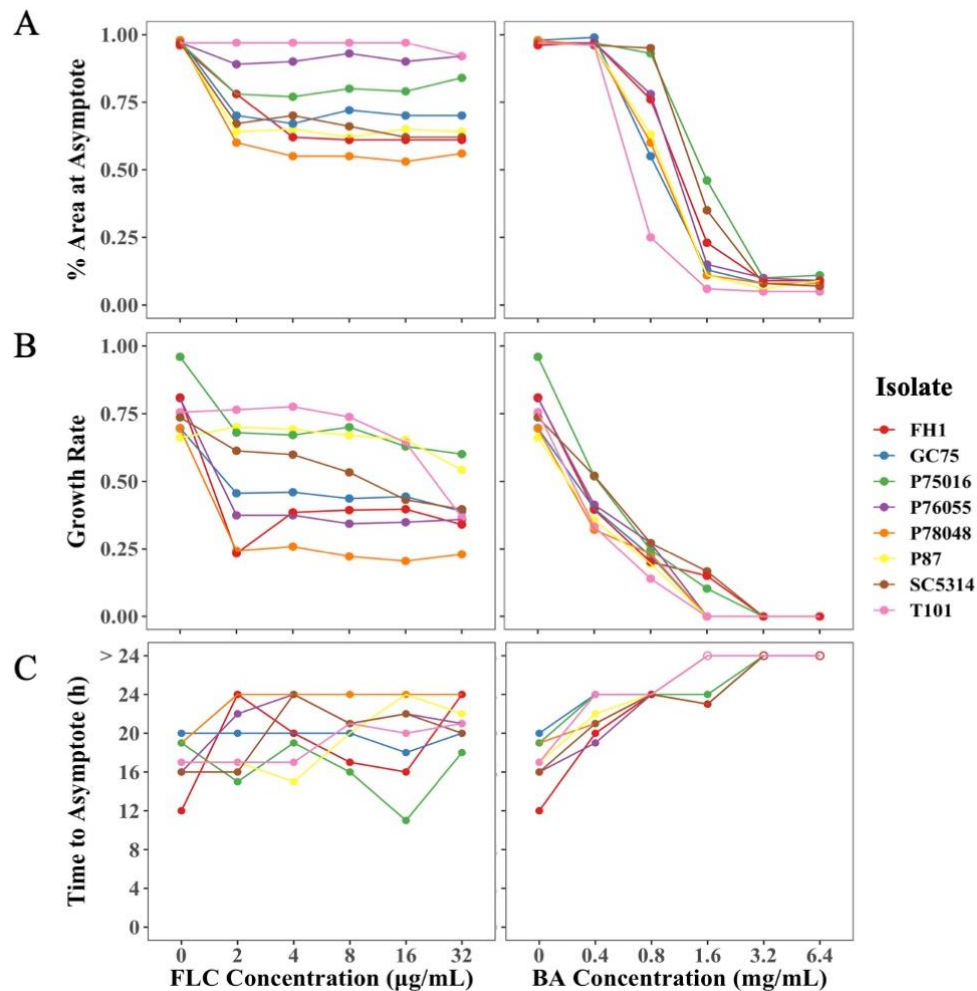 A
% Area at Asymptote
1.00
0.75
0.50
0.25
0.00
B
Growth Rate
1.00
0.75
0.50
0.25
0.00
C
Time to Asymptote (h)
> 24
24
20
16
12
8
4
0
0 2 4 8 16 32
FLC Concentration (µg/mL)
0 0.4 0.8 1.6 3.2 6.4
BA Concentration (mg/mL)
Isolate
FH1
GC75
P75016
P76055
P78048
P87
SC5314
T101